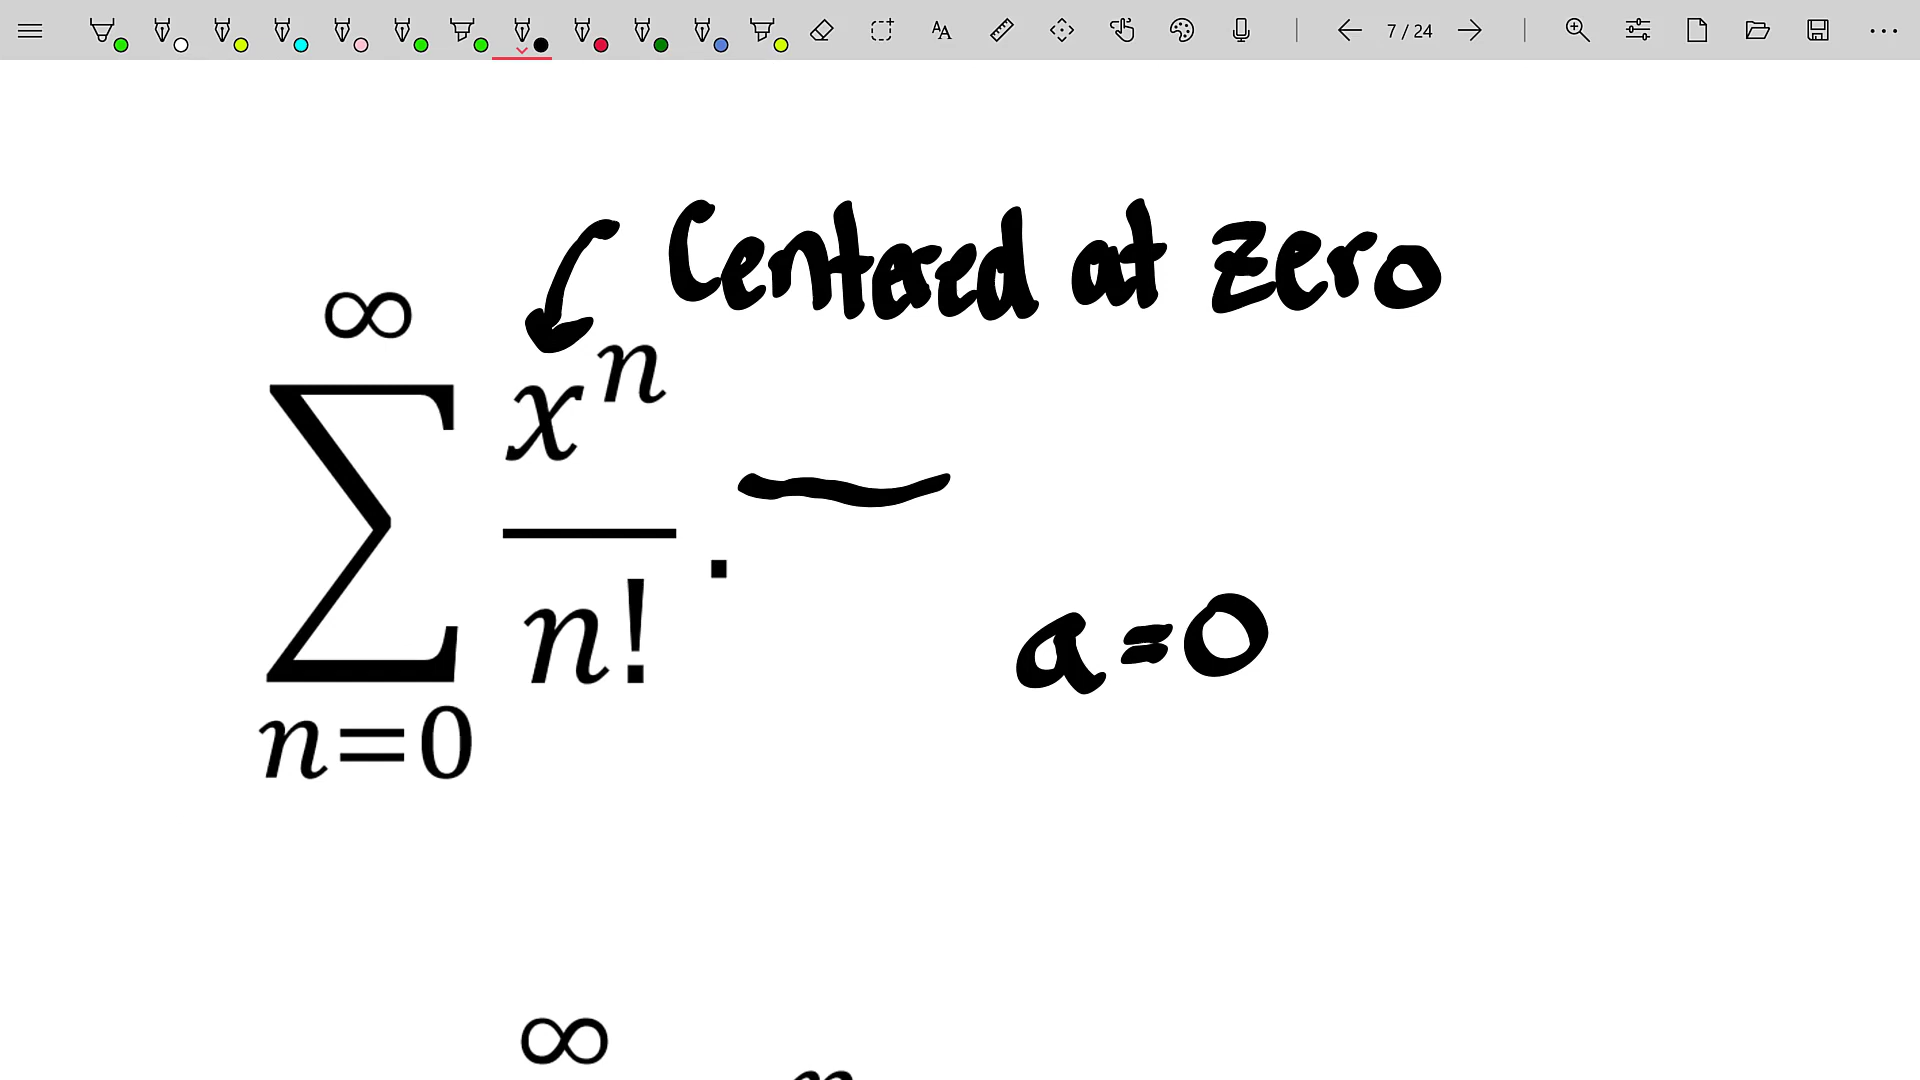 7 / 24
Centered at zero
∞
∑ xⁿ / n! .
n=0
a=0
∞
n